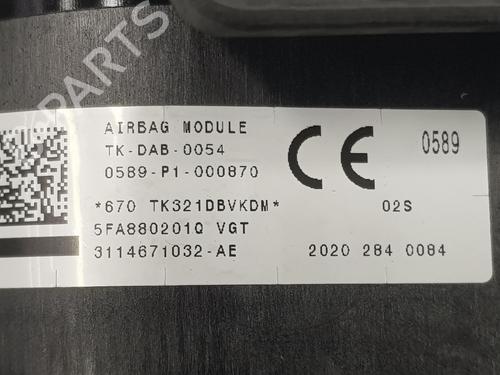 AIRBAG MODULE
TK-DAB-0054
0589-P1-000870
CE
0589
*670 TK321DBVKDM*
02S
5FA880201Q VGT
3114671032-AE
2020 284 0084
B-PARTS